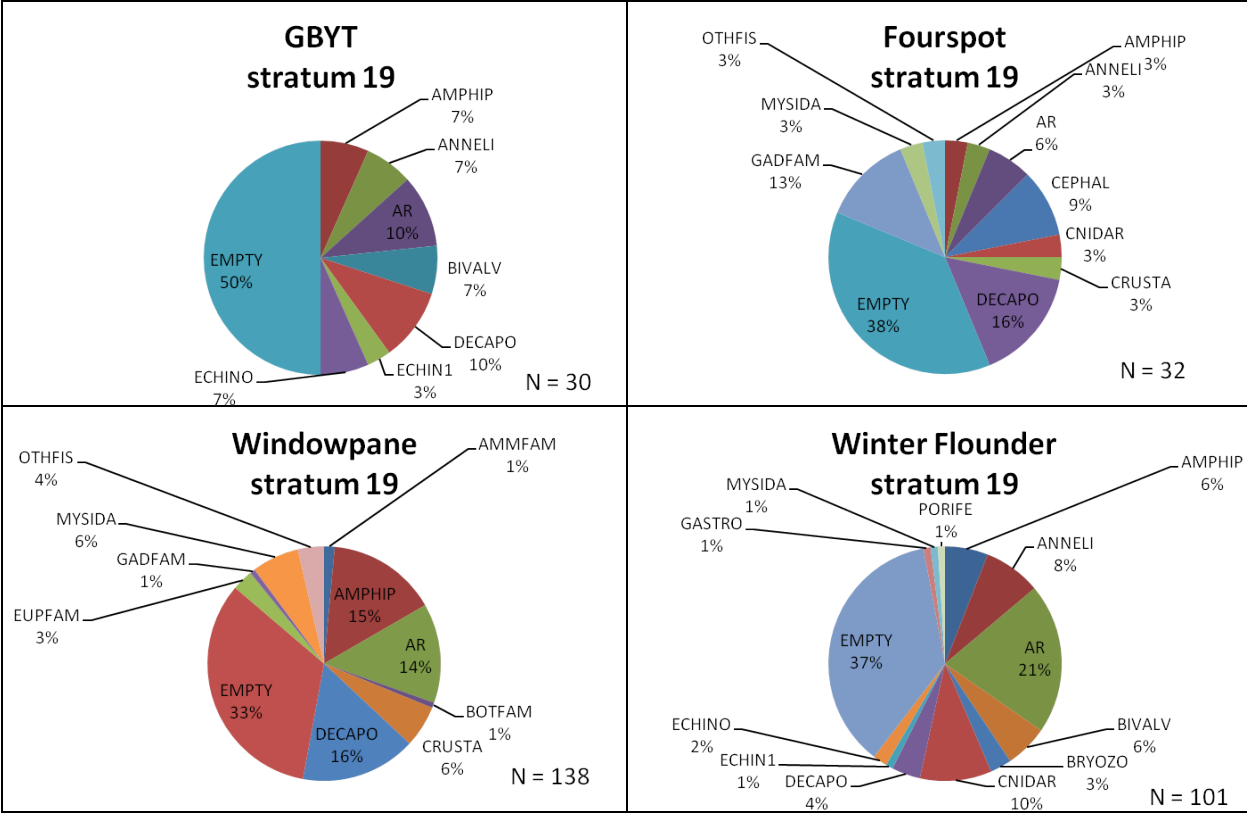 GBYT
stratum 19
AMPHIP
7%
ANNELI
7%
AR
10%
BIVALV
7%
DECAPO
10%
ECHIN1
3%
ECHINO
7%
EMPTY
50%
N = 30
Fourspot
stratum 19
AMPHIP
3%
ANNELI
3%
AR
6%
CEPHAL
9%
CNIDAR
3%
CRUSTA
3%
DECAPO
16%
EMPTY
38%
GADFAM
13%
MYSIDA
3%
OTHFIS
3%
N = 32
Windowpane
stratum 19
AMMFAM
1%
AMPHIP
15%
AR
14%
BOTFAM
1%
CRUSTA
6%
DECAPO
16%
EMPTY
33%
EUPFAM
3%
GADFAM
1%
MYSIDA
6%
OTHFIS
4%
N = 138
Winter Flounder
stratum 19
AMPHIP
6%
ANNELI
8%
AR
21%
BIVALV
6%
BRYOZO
3%
CNIDAR
10%
DECAPO
4%
ECHIN1
1%
ECHINO
2%
EMPTY
37%
GASTRO
1%
MYSIDA
1%
PORIFE
1%
N = 101